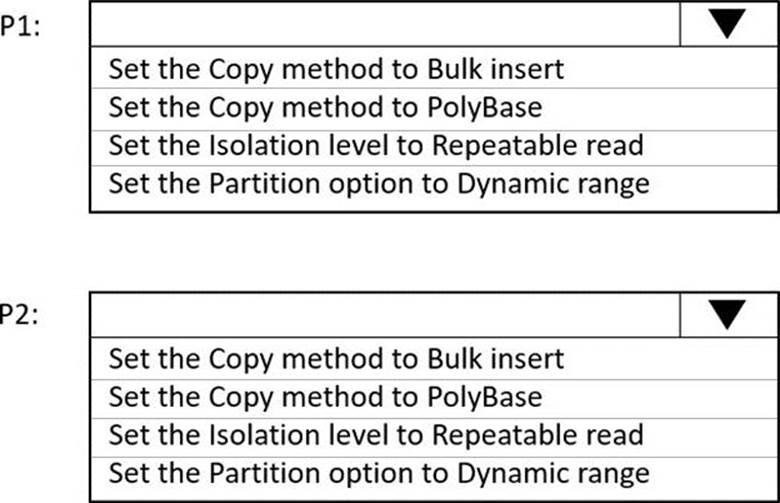 P1:
Set the Copy method to Bulk insert
Set the Copy method to PolyBase
Set the Isolation level to Repeatable read
Set the Partition option to Dynamic range
P2:
Set the Copy method to Bulk insert
Set the Copy method to PolyBase
Set the Isolation level to Repeatable read
Set the Partition option to Dynamic range